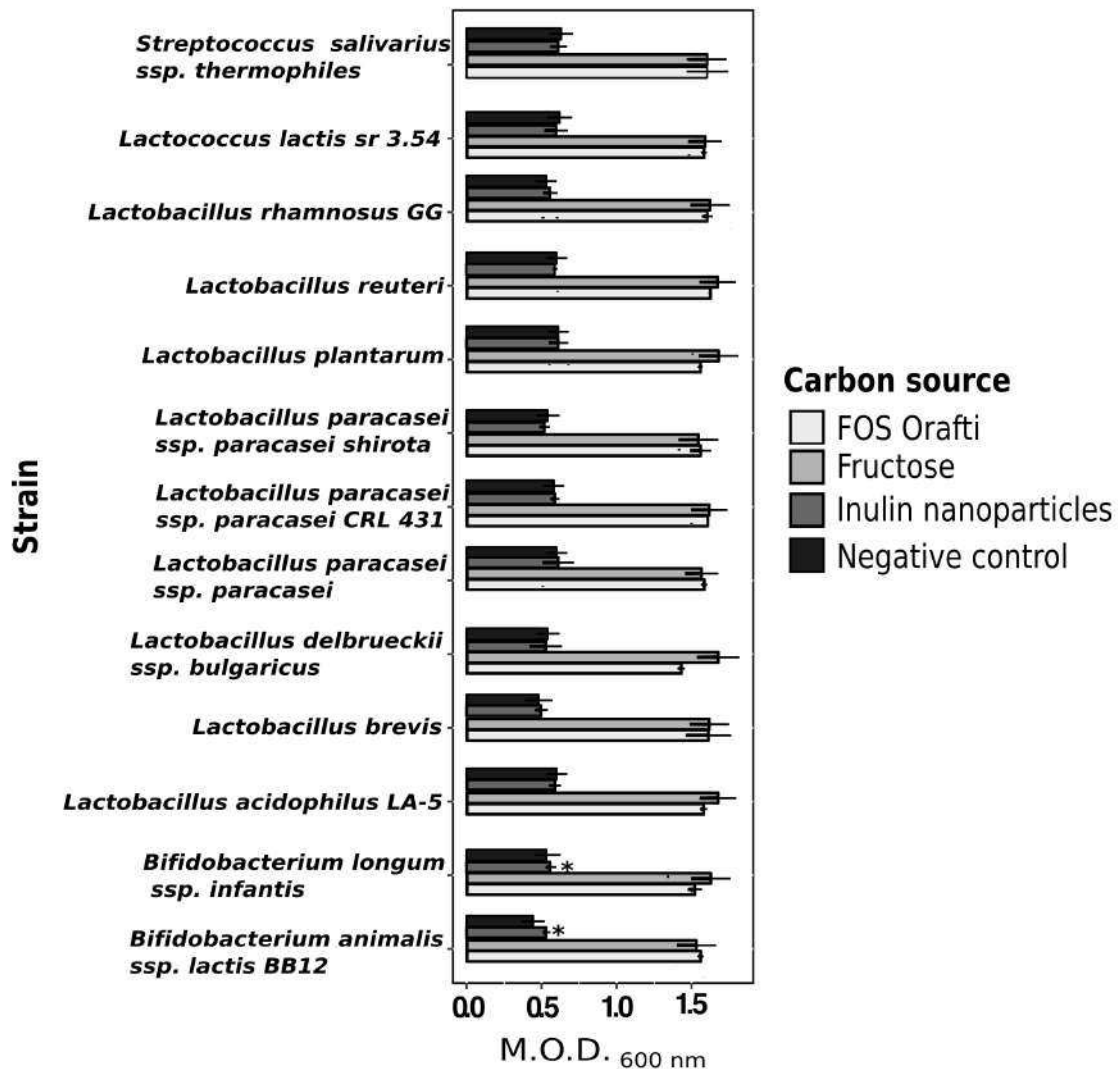 Streptococcus salivarius
ssp. thermophiles
Lactococcus lactis sr 3.54
Lactobacillus rhamnosus GG
Lactobacillus reuteri
Lactobacillus plantarum
Lactobacillus paracasei
ssp. paracasei shirota
Lactobacillus paracasei
ssp. paracasei CRL 431
Lactobacillus paracasei
ssp. paracasei
Lactobacillus delbrueckii
ssp. bulgaricus
Lactobacillus brevis
Lactobacillus acidophilus LA-5
Bifidobacterium longum
ssp. infantis
*
Bifidobacterium animalis
ssp. lactis BB12
*
Strain
0.0 0.5 1.0 1.5
M.O.D. 600 nm
Carbon source
FOS Orafti
Fructose
Inulin nanoparticles
Negative control